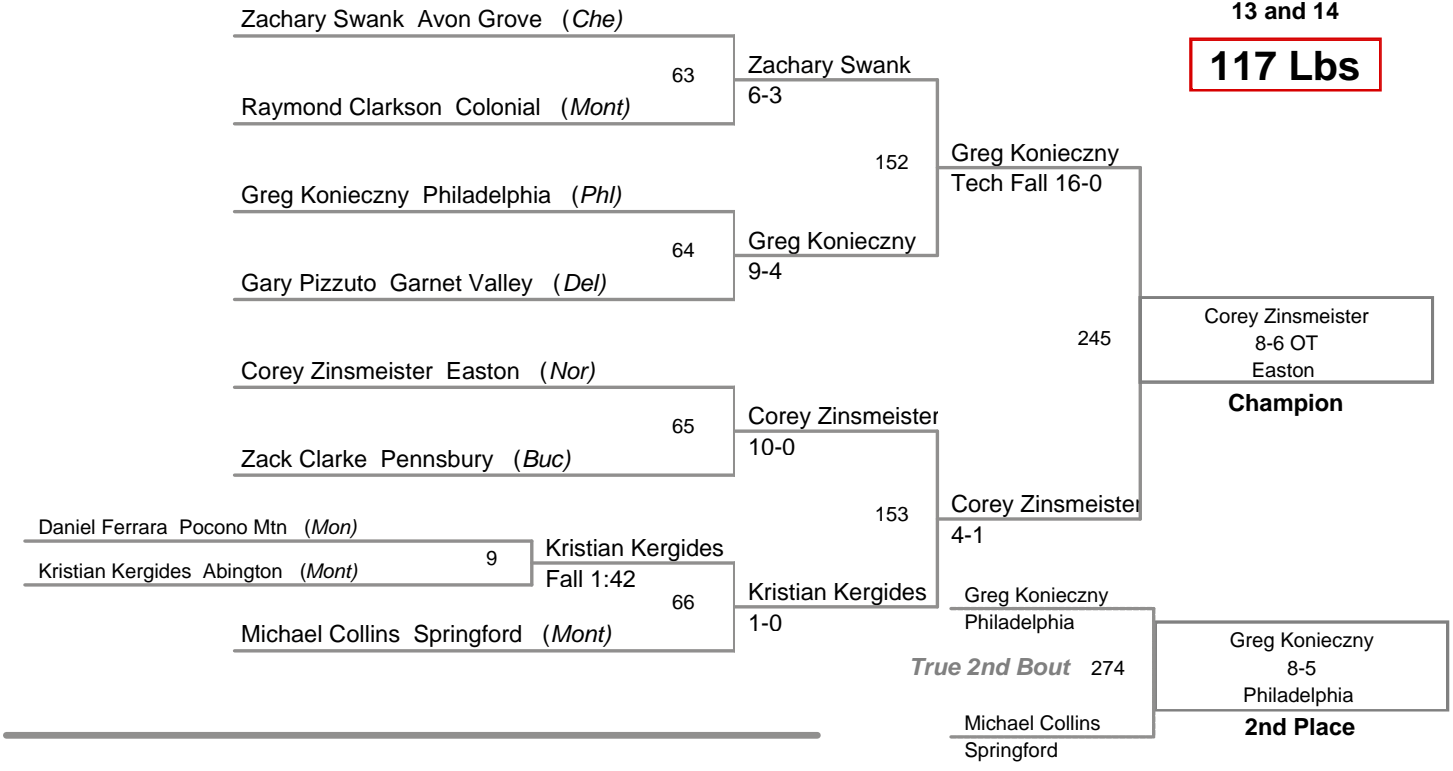 13 and 14
117 Lbs
Zachary Swank Avon Grove (Che)
63
Raymond Clarkson Colonial (Mont)
Zachary Swank
6-3
152
Greg Konieczny Philadelphia (Phl)
64
Gary Pizzuto Garnet Valley (Del)
Greg Konieczny
9-4
Greg Konieczny
Tech Fall 16-0
245
Corey Zinsmeister Easton (Nor)
65
Zack Clarke Pennsbury (Buc)
Corey Zinsmeister
10-0
153
Daniel Ferrara Pocono Mtn (Mon)
9
Kristian Kergides Abington (Mont)
Kristian Kergides
Fall 1:42
66
Michael Collins Springford (Mont)
Kristian Kergides
1-0
Corey Zinsmeister
4-1
Corey Zinsmeister
8-6 OT
Easton
Champion
Greg Konieczny
Philadelphia
True 2nd Bout 274
Michael Collins
Springford
Greg Konieczny
8-5
Philadelphia
2nd Place